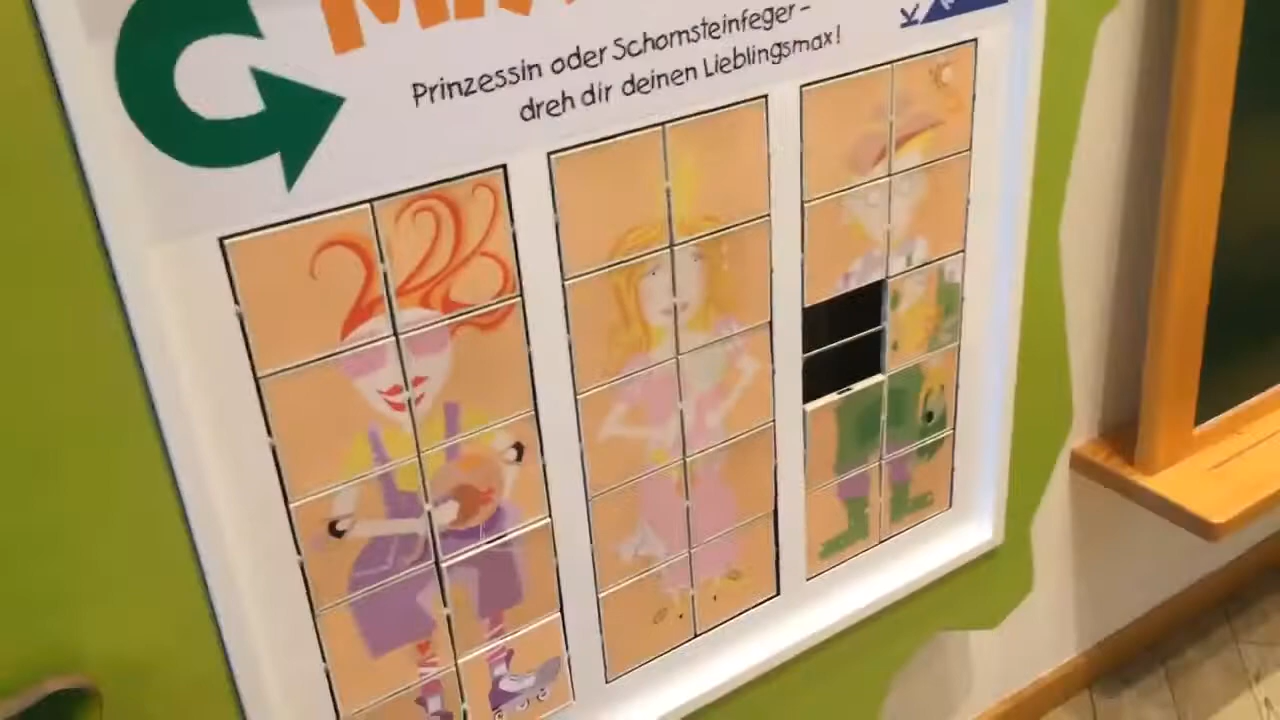 Prinzessin oder Schornsteinfeger –
dreh dir deinen Lieblingsmax!